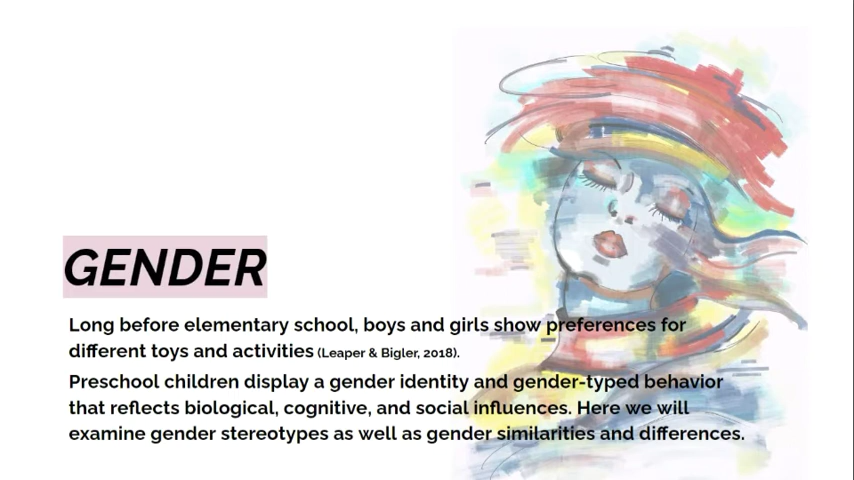 GENDER
Long before elementary school, boys and girls show preferences for
different toys and activities (Leaper & Bigler, 2018).
Preschool children display a gender identity and gender-typed behavior
that reflects biological, cognitive, and social influences. Here we will
examine gender stereotypes as well as gender similarities and differences.